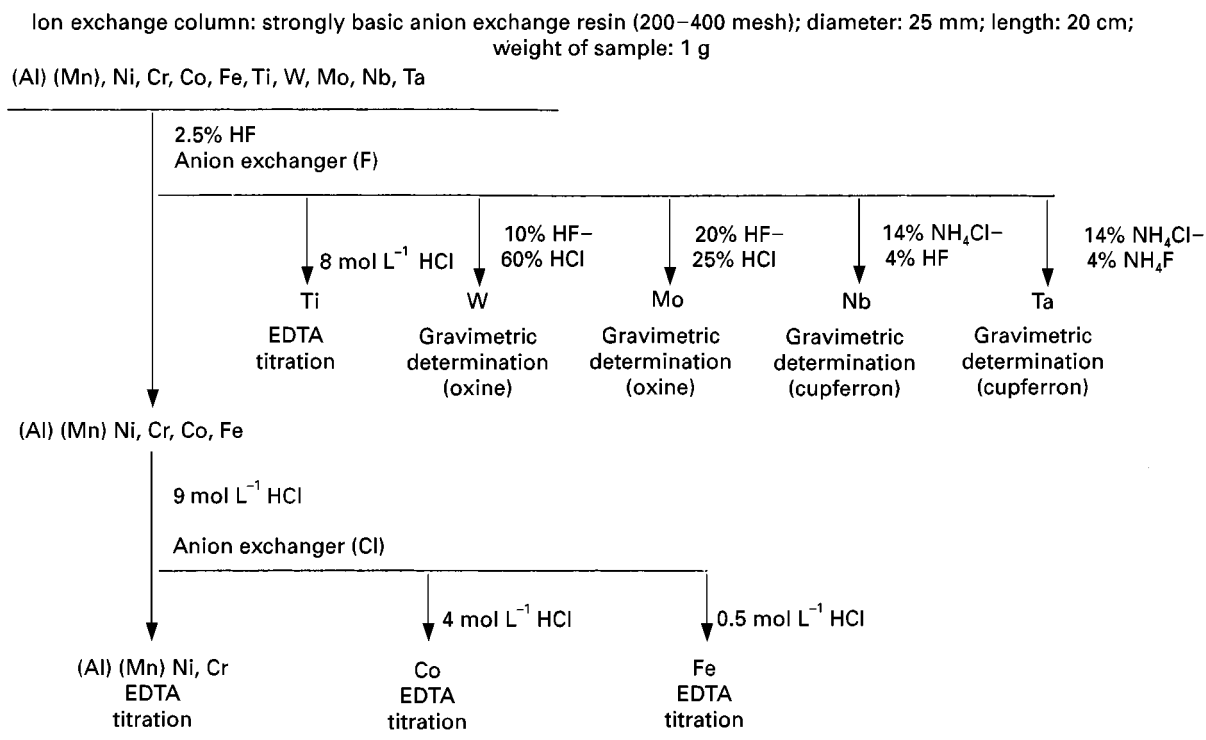 Ion exchange column: strongly basic anion exchange resin (200–400 mesh); diameter: 25 mm; length: 20 cm;
weight of sample: 1 g
(Al) (Mn), Ni, Cr, Co, Fe, Ti, W, Mo, Nb, Ta
2.5% HF
Anion exchanger (F)
8 mol L⁻¹ HCl
Ti
EDTA
titration
10% HF–
60% HCl
W
Gravimetric
determination
(oxine)
20% HF–
25% HCl
Mo
Gravimetric
determination
(oxine)
14% NH₄Cl–
4% HF
Nb
Gravimetric
determination
(cupferron)
14% NH₄Cl–
4% NH₄F
Ta
Gravimetric
determination
(cupferron)
(Al) (Mn) Ni, Cr, Co, Fe
9 mol L⁻¹ HCl
Anion exchanger (Cl)
(Al) (Mn) Ni, Cr
EDTA
titration
4 mol L⁻¹ HCl
Co
EDTA
titration
0.5 mol L⁻¹ HCl
Fe
EDTA
titration